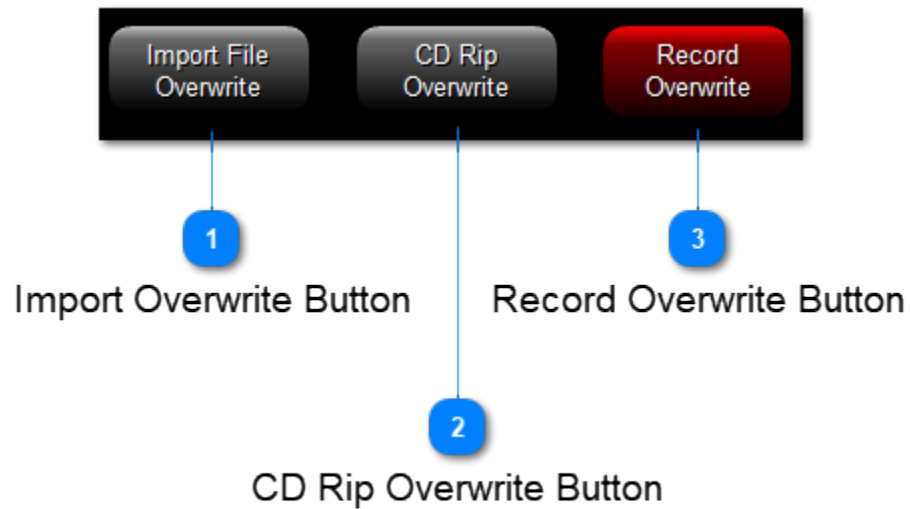 Import File
Overwrite
CD Rip
Overwrite
Record
Overwrite
1
Import Overwrite Button
3
Record Overwrite Button
2
CD Rip Overwrite Button